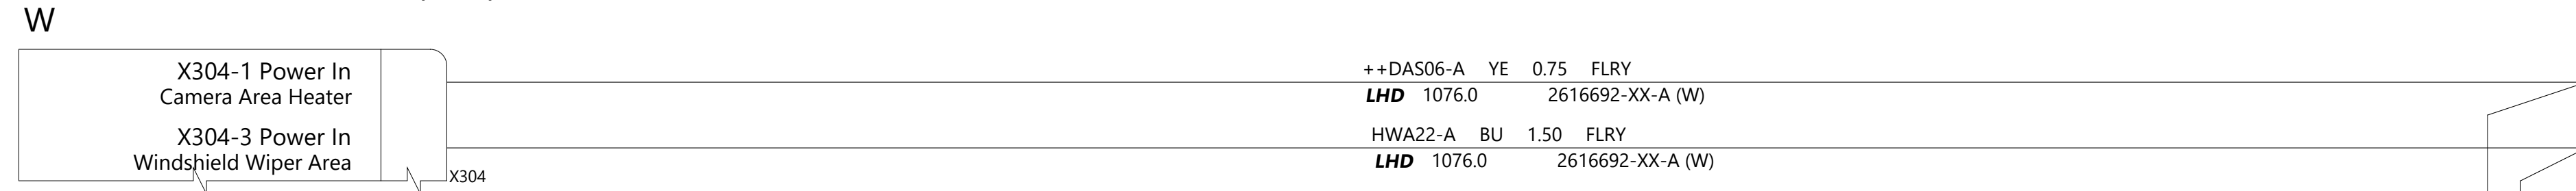 W
X304-1 Power In
Camera Area Heater
++DAS06-A YE 0.75 FLRY
LHD 1076.0 2616692-XX-A (W)
X304-3 Power In
Windshield Wiper Area
HWA22-A BU 1.50 FLRY
LHD 1076.0 2616692-XX-A (W)
X304